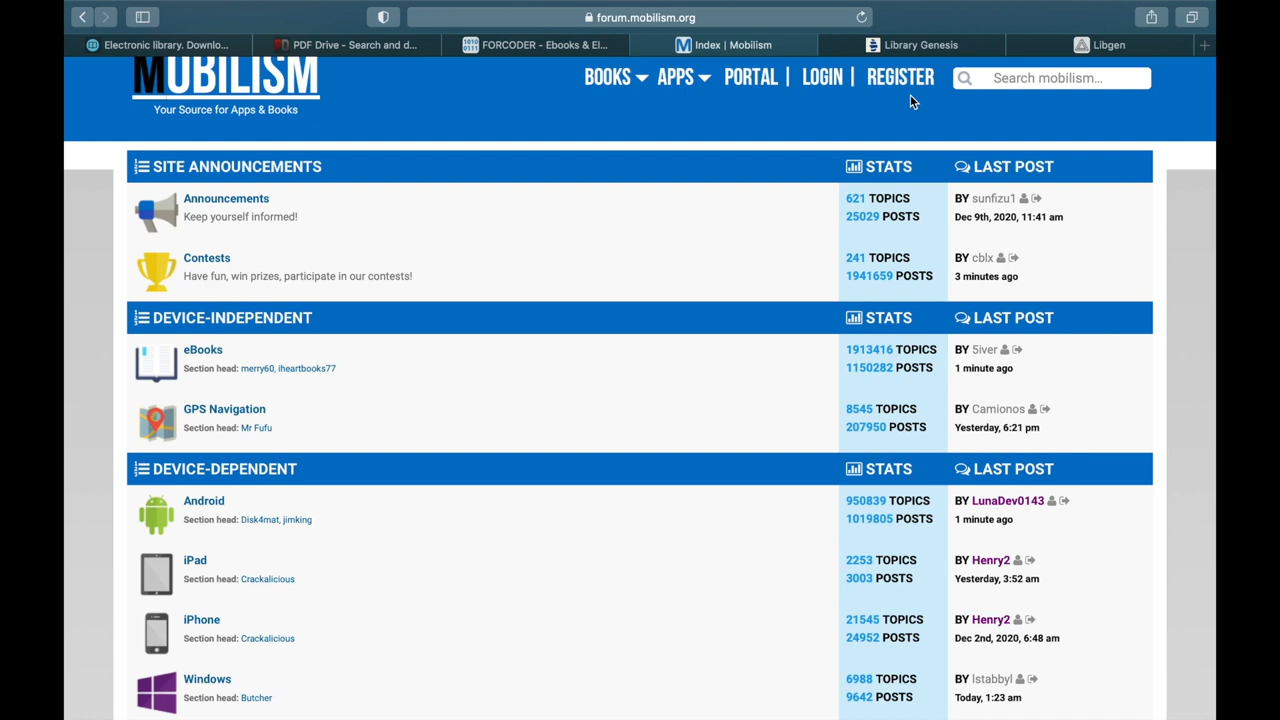 forum.mobilism.org
Electronic library. Downlo...
PDF Drive - Search and d...
FORCODER - Ebooks & El...
Index | Mobilism
Library Genesis
Libgen
MOBILISM
Your Source for Apps & Books
BOOKS APPS PORTAL | LOGIN | REGISTER
Search mobilism...
SITE ANNOUNCEMENTS STATS LAST POST
Announcements 621 TOPICS BY sunfizu1
Keep yourself informed! 25029 POSTS Dec 9th, 2020, 11:41 am
Contests 241 TOPICS BY cblx
Have fun, win prizes, participate in our contests! 1941659 POSTS 3 minutes ago
DEVICE-INDEPENDENT STATS LAST POST
eBooks 1913416 TOPICS BY 5iver
Section head: merry60, iheartbooks77 1150282 POSTS 1 minute ago
GPS Navigation 8545 TOPICS BY Camionos
Section head: Mr Fufu 207950 POSTS Yesterday, 6:21 pm
DEVICE-DEPENDENT STATS LAST POST
Android 950839 TOPICS BY LunaDev0143
Section head: Disk4mat, jimking 1019805 POSTS 1 minute ago
iPad 2253 TOPICS BY Henry2
Section head: Crackalicious 3003 POSTS Yesterday, 3:52 am
iPhone 21545 TOPICS BY Henry2
Section head: Crackalicious 24952 POSTS Dec 2nd, 2020, 6:48 am
Windows 6988 TOPICS BY lstabbyl
Section head: Butcher 9642 POSTS Today, 1:23 am